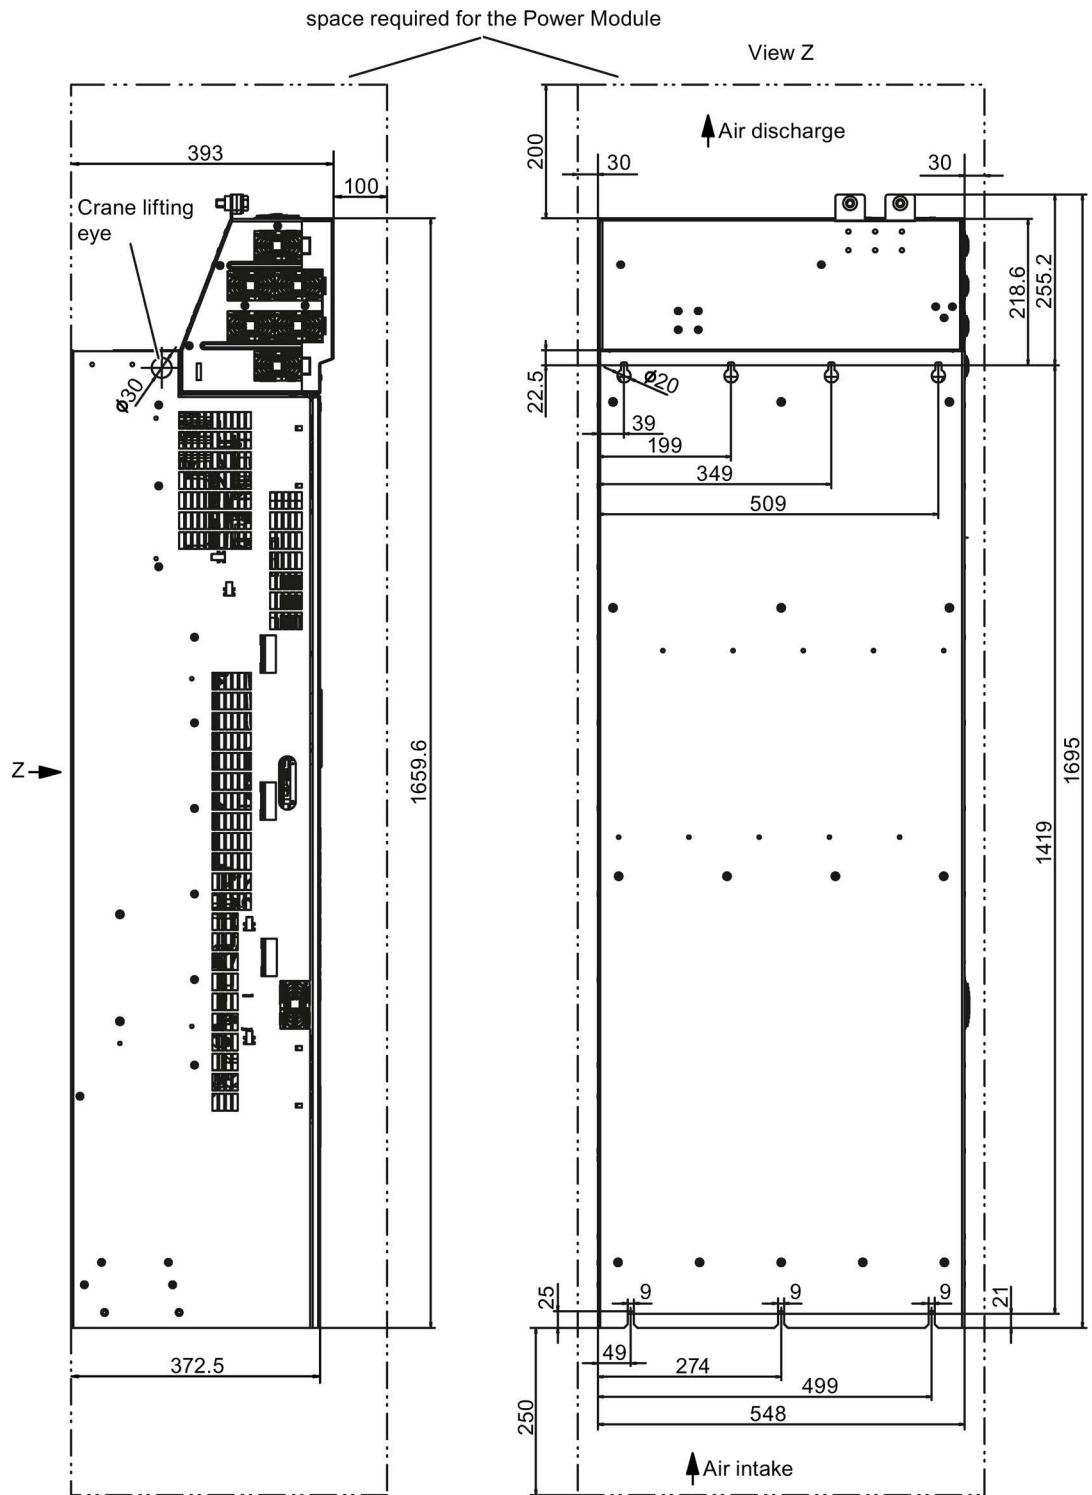 space required for the Power Module
View Z
Air discharge
200
393
30
30
100
Crane lifting
eye
218.6
255.2
ø30
22.5
ø20
39
199
349
509
Z
1659.6
1695
1419
25
9
9
9
21
372.5
49
274
499
250
548
Air intake